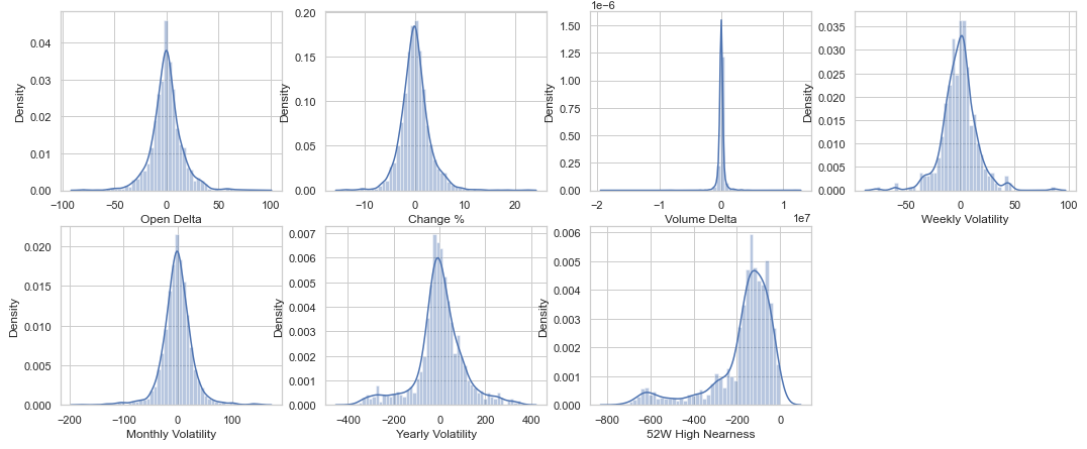 1e−6
0.04
0.03
0.02
0.01
0.00
Density
−100 −50 0 50 100
Open Delta
0.20
0.15
0.10
0.05
0.00
Density
−10 0 10 20
Change %
1.50
1.25
1.00
0.75
0.50
0.25
0.00
Density
−2 −1 0 1
Volume Delta
1e7
0.035
0.030
0.025
0.020
0.015
0.010
0.005
0.000
Density
−50 0 50 100
Weekly Volatility
0.020
0.015
0.010
0.005
0.000
Density
−200 −100 0 100
Monthly Volatility
0.007
0.006
0.005
0.004
0.003
0.002
0.001
0.000
Density
−400 −200 0 200 400
Yearly Volatility
0.006
0.005
0.004
0.003
0.002
0.001
0.000
Density
−8000 −6000 −4000 −2000 0
52W High Nearness